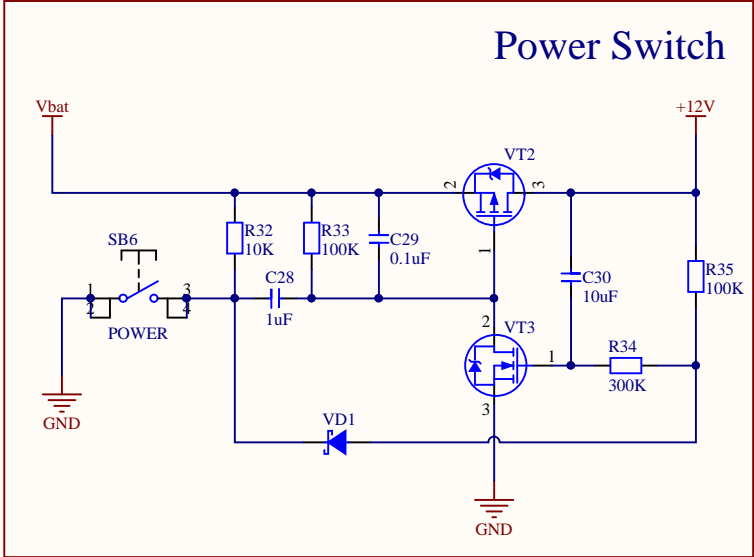 Power Switch
Vbat
+12V
VT2
2
3
1
R32
10K
R33
100K
C29
0.1uF
SB6
1
2
3
4
POWER
C28
1uF
C30
10uF
R35
100K
2
VT3
1
3
R34
300K
GND
VD1
GND